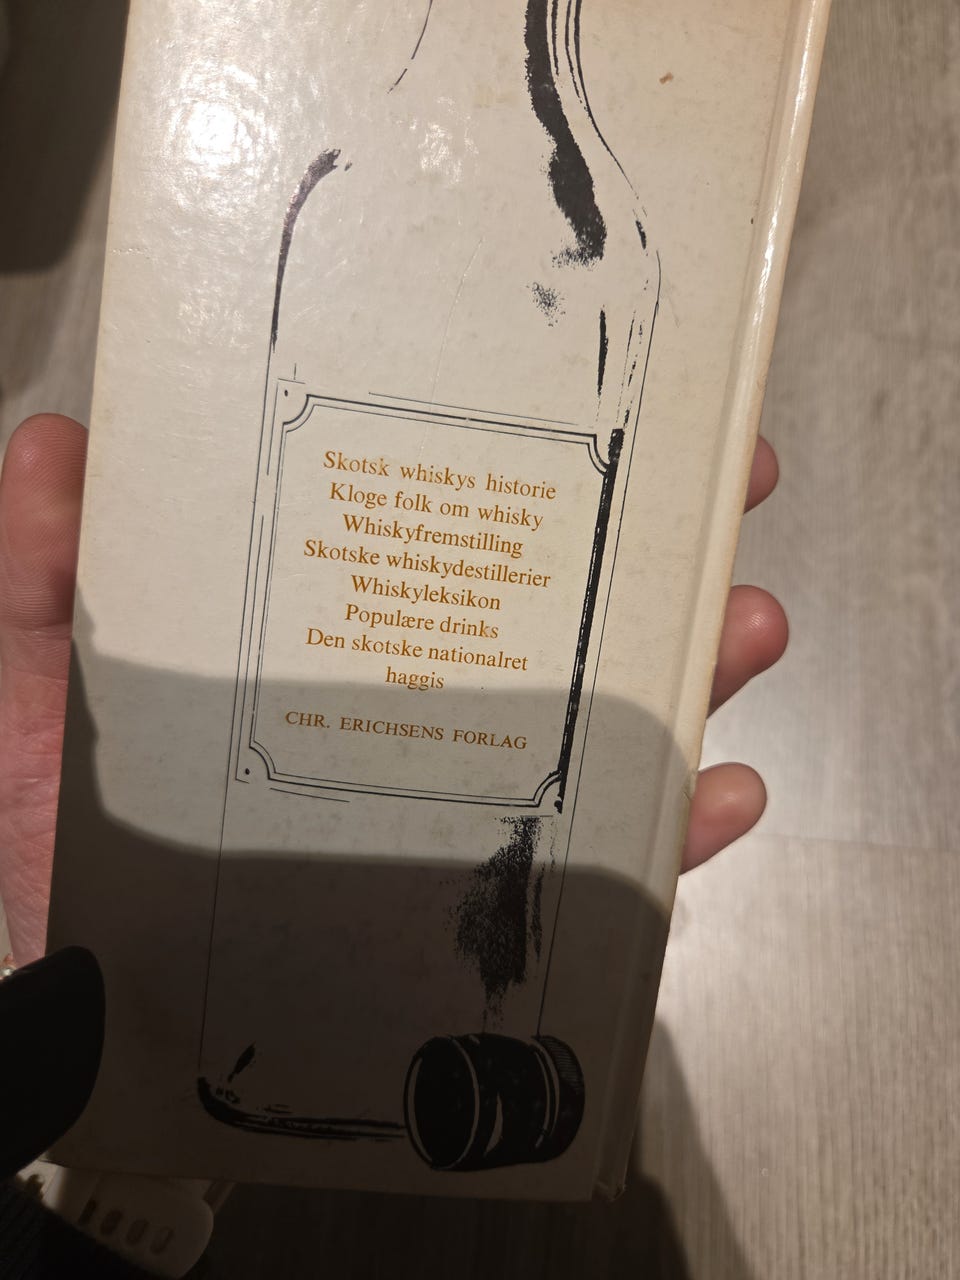 Skotsk whiskys historie
Kloge folk om whisky
Whiskyfremstilling
Skotske whiskydestillerier
Whiskyleksikon
Populære drinks
Den skotske nationalret
haggis
CHR. ERICHSENS FORLAG